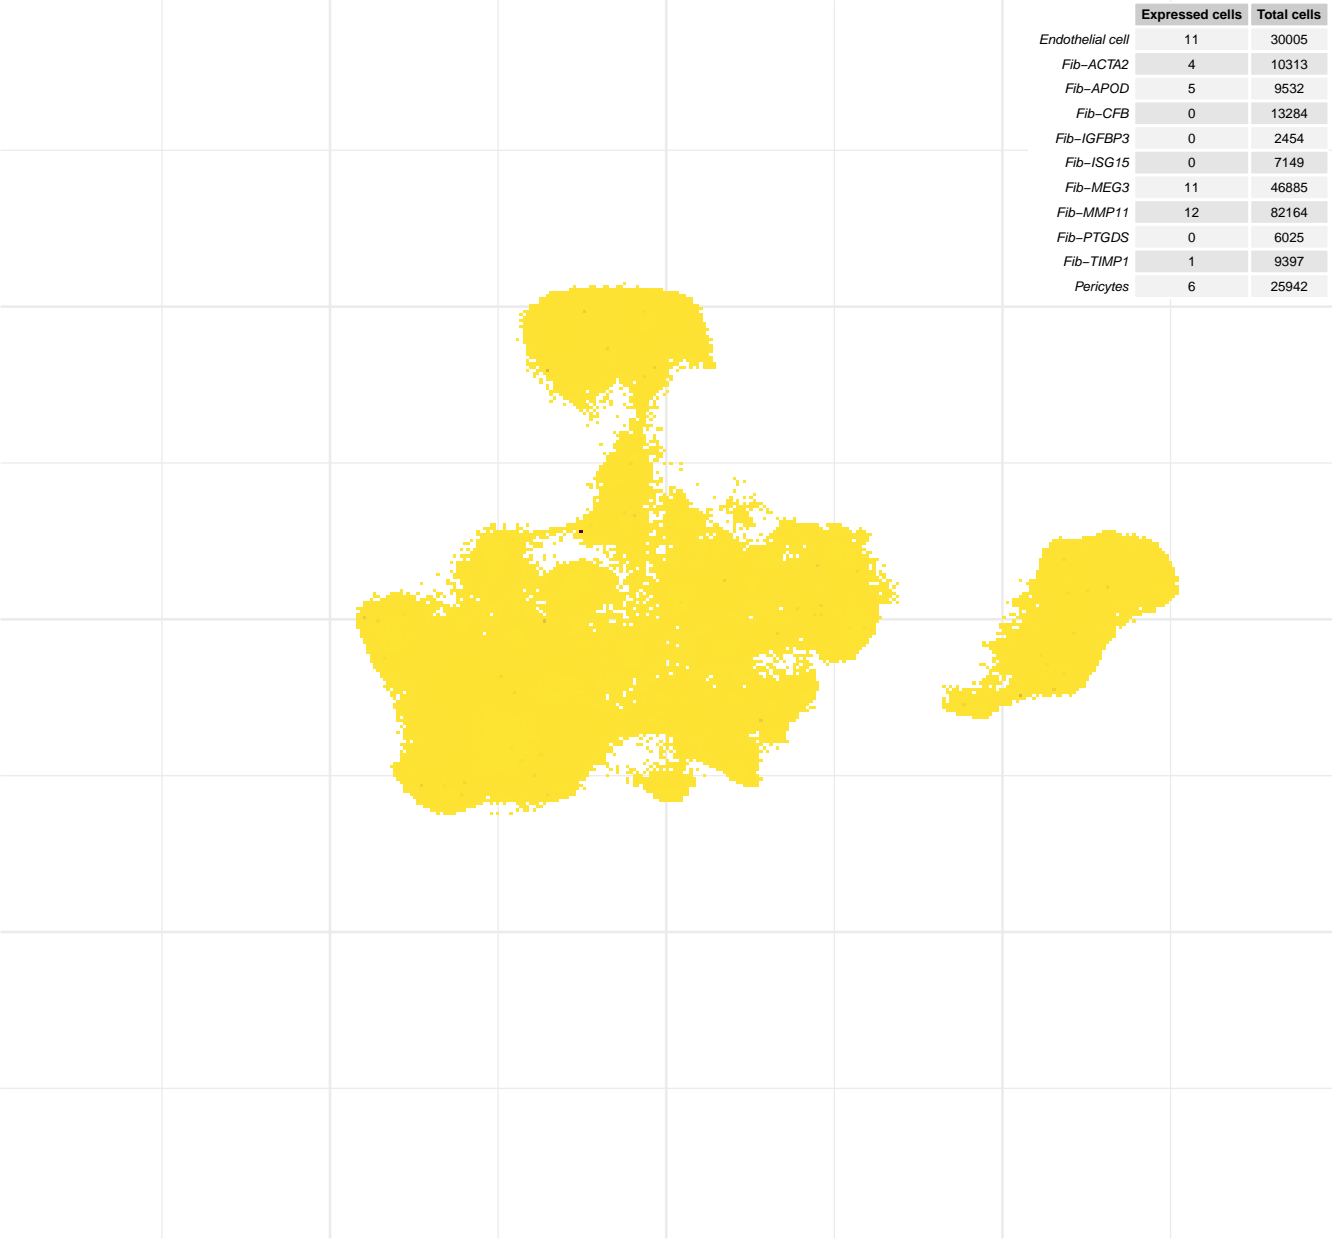 Expressed cells Total cells
Endothelial cell 11 30005
Fib−ACTA2 4 10313
Fib−APOD 5 9532
Fib−CFB 0 13284
Fib−IGFBP3 0 2454
Fib−ISG15 0 7149
Fib−MEG3 11 46885
Fib−MMP11 12 82164
Fib−PTGDS 0 6025
Fib−TIMP1 1 9397
Pericytes 6 25942